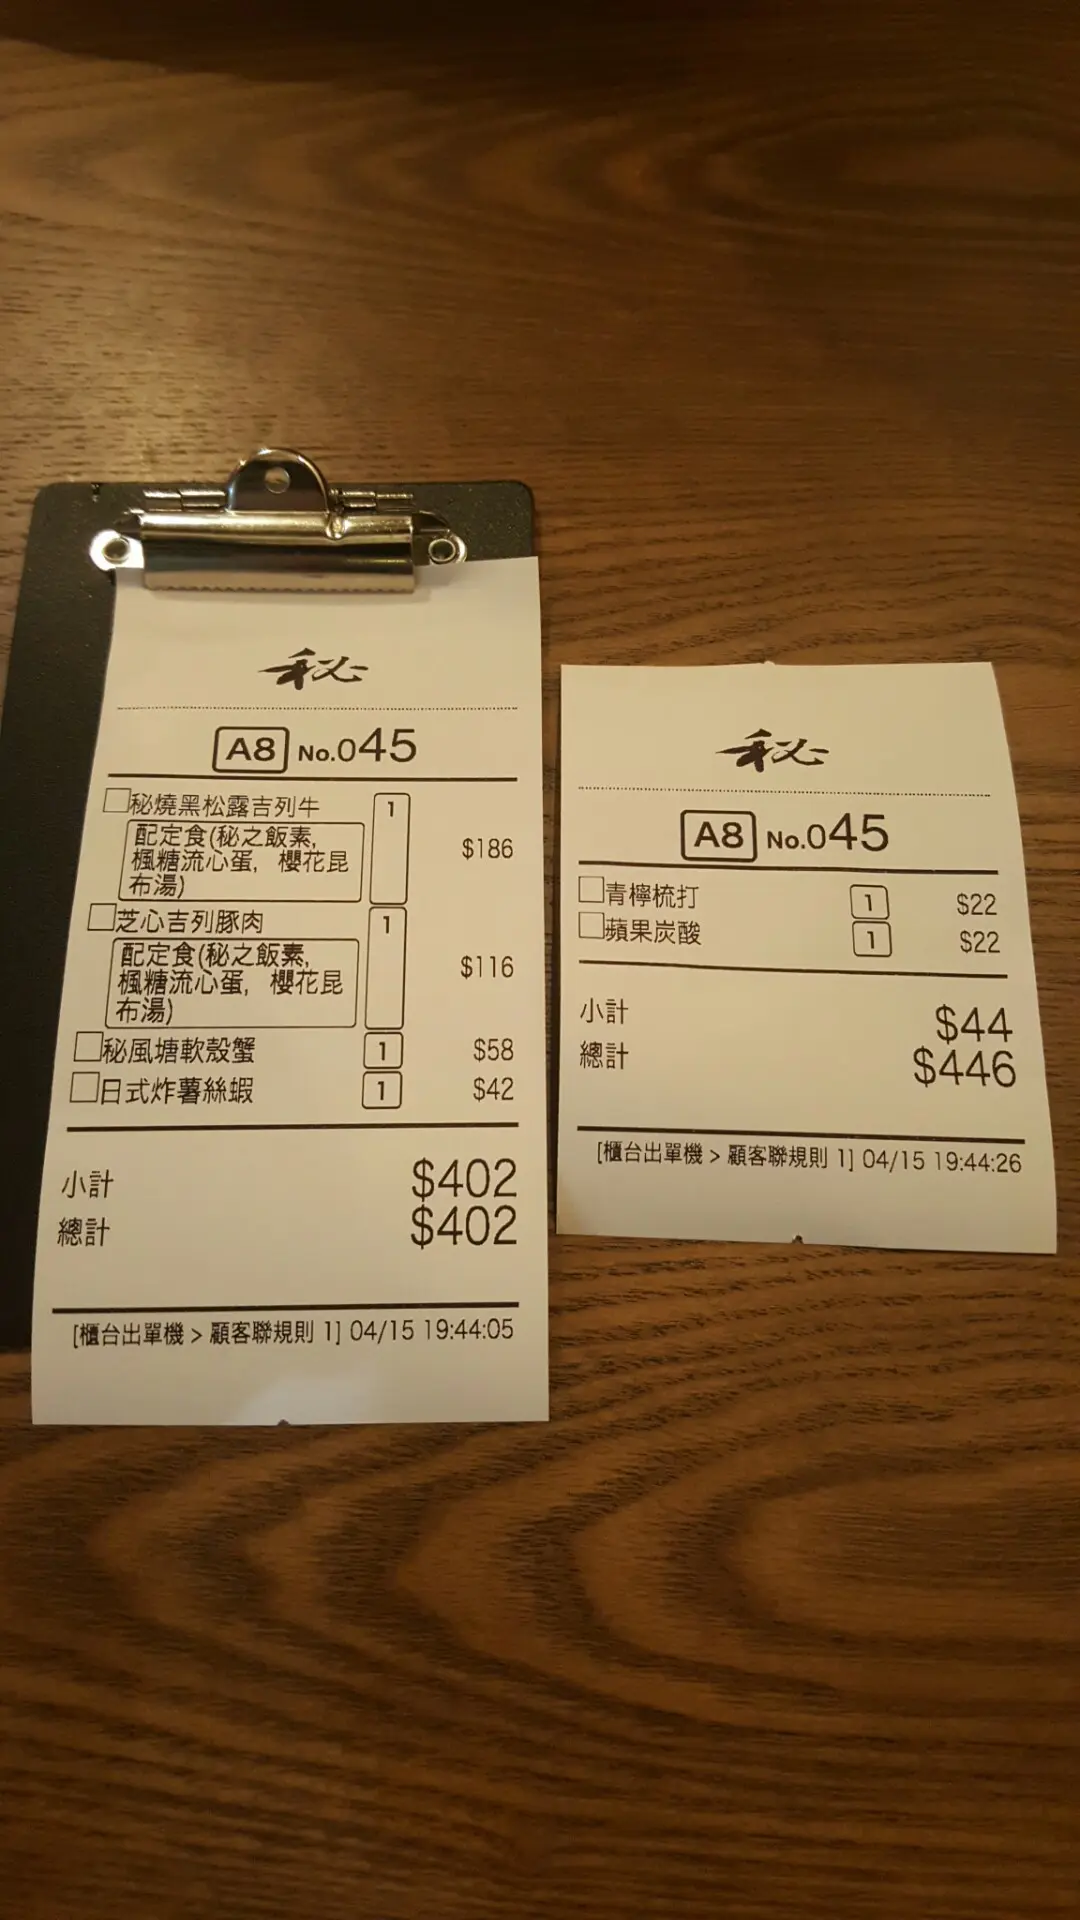 秘
A8 No.045
秘燒黑松露吉列牛 1
配定食(秘之飯素,
楓糖流心蛋, 櫻花昆
布湯)
$186
芝心吉列豚肉 1
配定食(秘之飯素,
楓糖流心蛋, 櫻花昆
布湯)
$116
秘風塘軟殼蟹 1 $58
日式炸薯絲蝦 1 $42
小計 $402
總計 $402
[櫃台出單機 > 顧客聯規則 1] 04/15 19:44:05
秘
A8 No.045
青檸梳打 1 $22
蘋果炭酸 1 $22
小計 $44
總計 $446
[櫃台出單機 > 顧客聯規則 1] 04/15 19:44:26